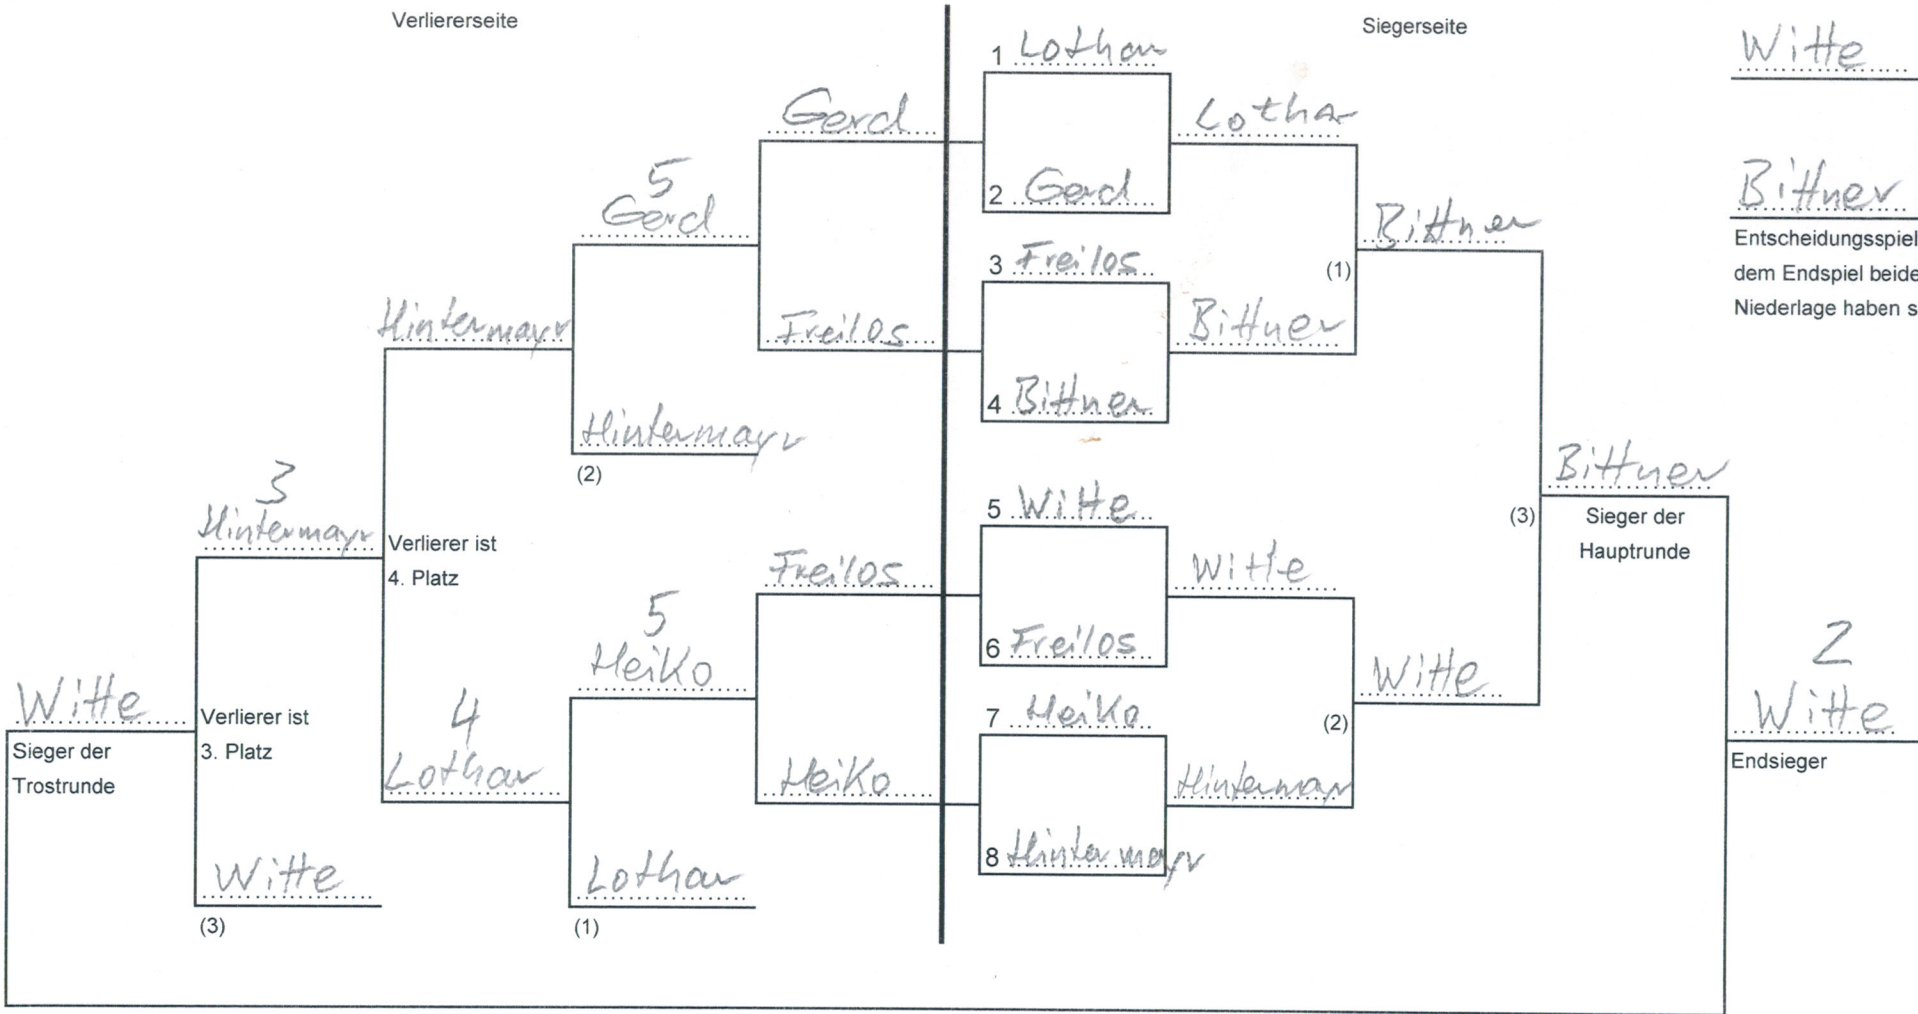 Verliererseite
Siegerseite
Witte
Bittner
Entscheidungsspiel
dem Endspiel beide
Niederlage haben s
1 Lothar
Lothar
2 Gerd
3 Freilos
(1)
Bittner
Bittner
4 Bittner
5 Witte
Witte
6 Freilos
7 Heiko
(2)
Witte
Hintermayr
8 Hintermayr
(3)
Bittner
Sieger der
Hauptrunde
2
Witte
Endsieger
Gerd
5
Gerd
Freilos
Hintermayr
Hintermayr
(2)
3
Hintermayr
Verlierer ist
4. Platz
Freilos
5
Heiko
Heiko
4
Lothar
Lothar
(1)
Witte
Verlierer ist
3. Platz
Sieger der
Trostrunde
Witte
(3)